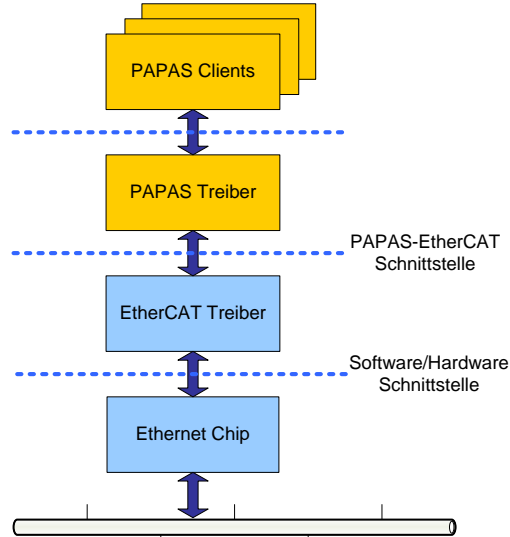 PAPAS Clients
PAPAS Treiber
PAPAS-EtherCAT
Schnittstelle
EtherCAT Treiber
Software/Hardware
Schnittstelle
Ethernet Chip